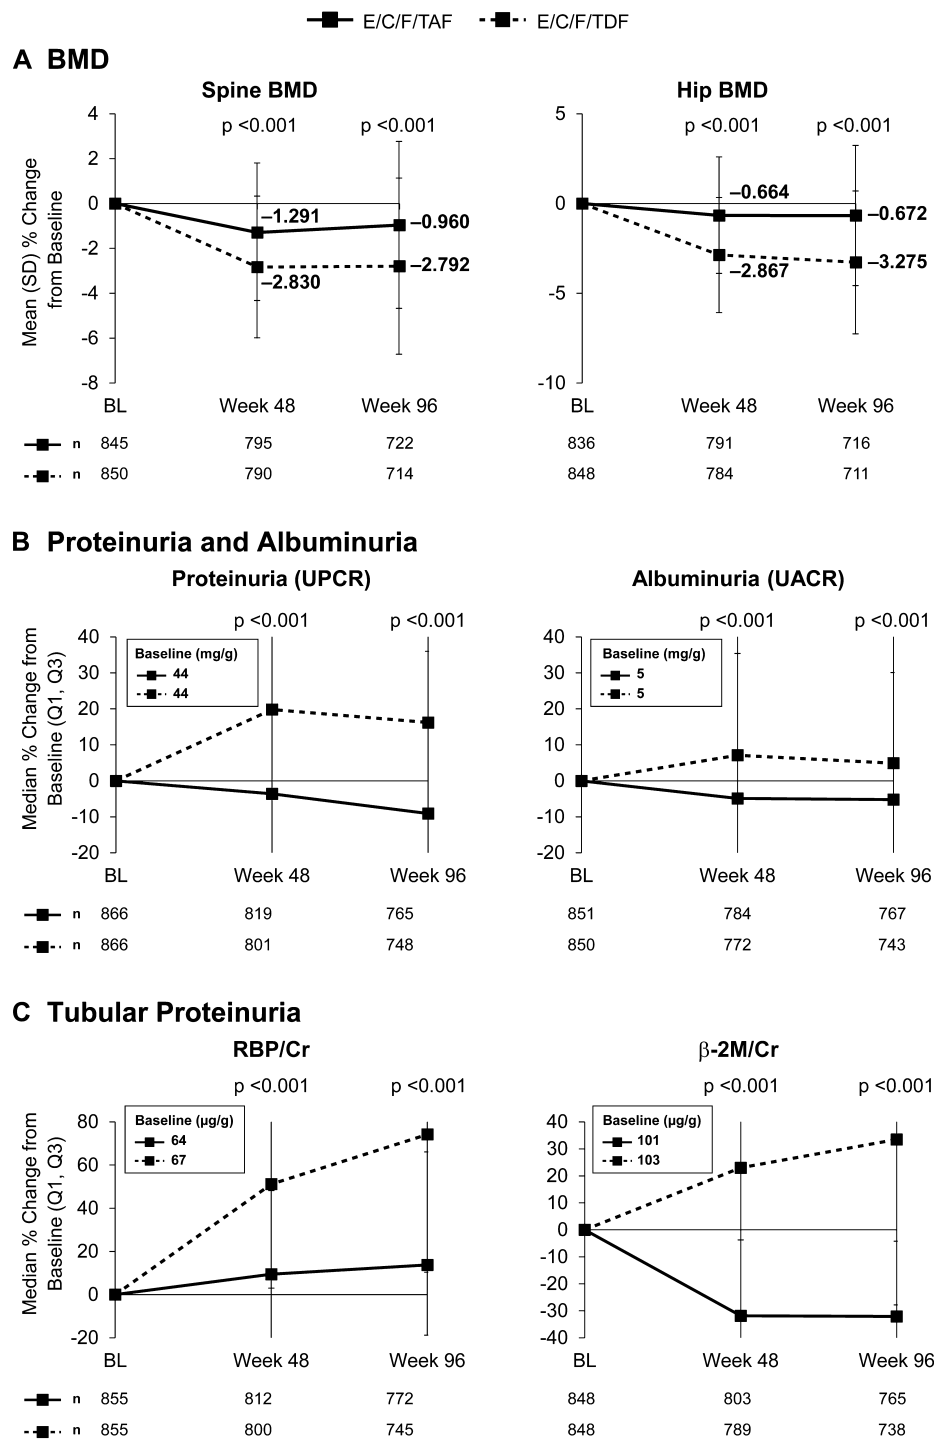 E/C/F/TAF E/C/F/TDF
A BMD
Spine BMD
Hip BMD
p <0.001 p <0.001
p <0.001 p <0.001
Mean (SD) % Change
from Baseline
4
2
0
-2
-4
-6
-8
–1.291
–0.960
–2.830
–2.792
5
0
-5
-10
–0.664
–0.672
–2.867
–3.275
BL Week 48 Week 96
BL Week 48 Week 96
n 845 795 722
836 791 716
n 850 790 714
848 784 711
B Proteinuria and Albuminuria
Proteinuria (UPCR)
Albuminuria (UACR)
p <0.001 p <0.001
p <0.001 p <0.001
Median % Change from
Baseline (Q1, Q3)
40
30
20
10
0
-10
-20
Baseline (mg/g)
44
44
40
30
20
10
0
-10
-20
Baseline (mg/g)
5
5
BL Week 48 Week 96
BL Week 48 Week 96
n 866 819 765
851 784 767
n 866 801 748
850 772 743
C Tubular Proteinuria
RBP/Cr
β-2M/Cr
p <0.001 p <0.001
p <0.001 p <0.001
Median % Change from
Baseline (Q1, Q3)
80
60
40
20
0
-20
Baseline (μg/g)
64
67
40
30
20
10
0
-10
-20
-30
-40
Baseline (μg/g)
101
103
BL Week 48 Week 96
BL Week 48 Week 96
n 855 812 772
848 803 765
n 855 800 745
848 789 738